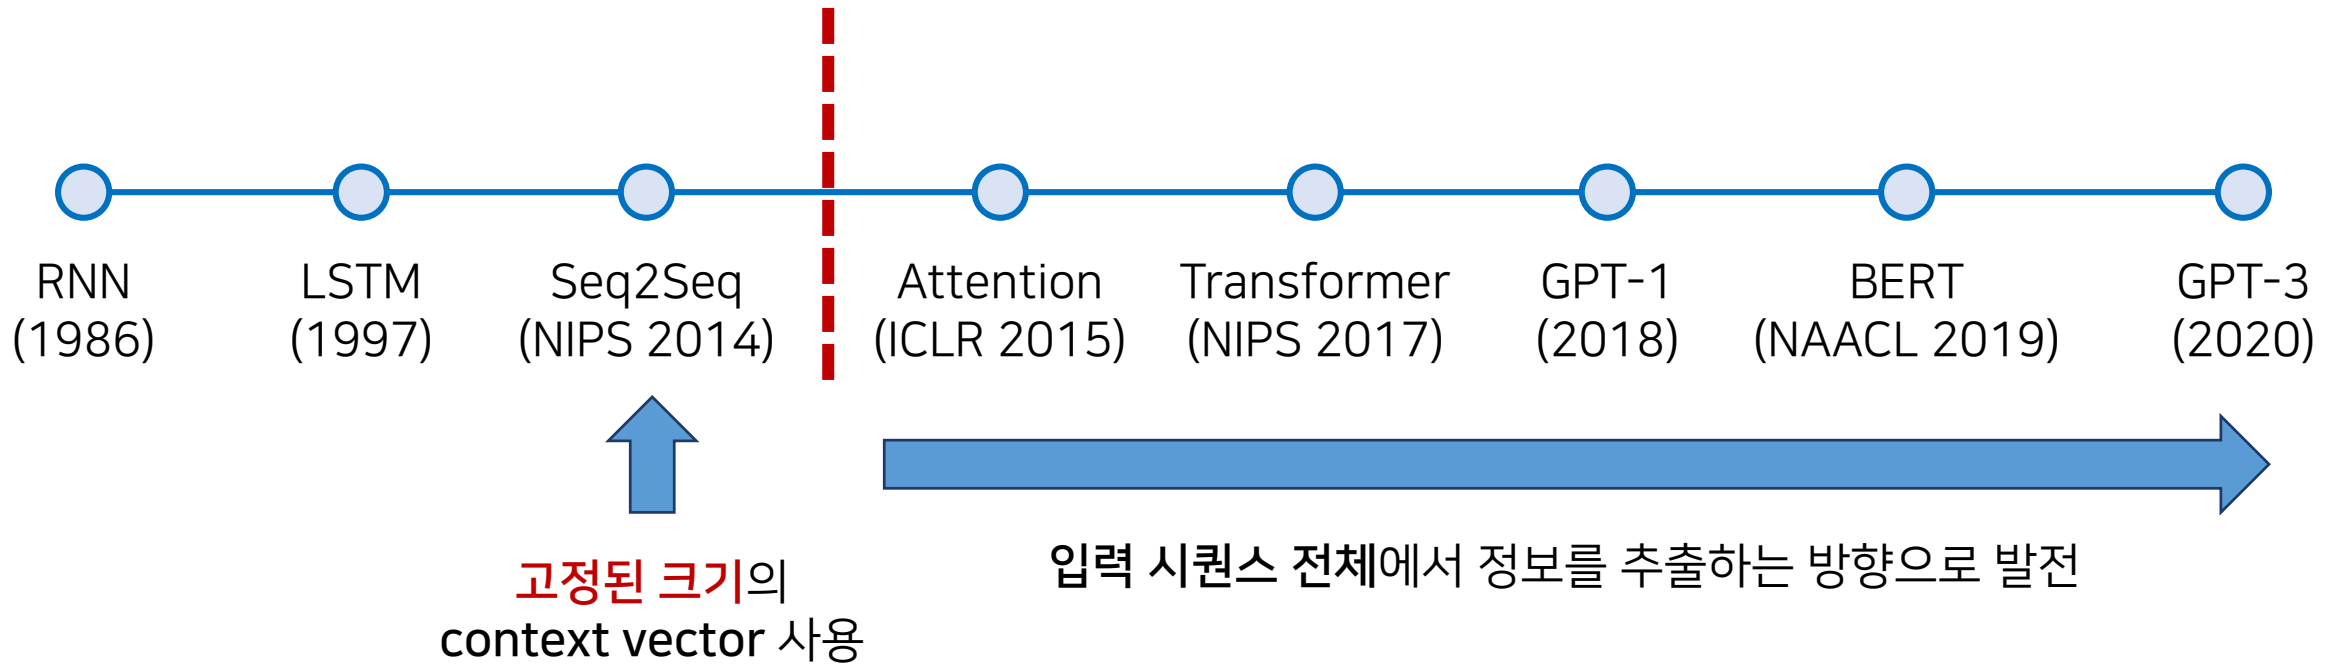 RNN
(1986)
LSTM
(1997)
Seq2Seq
(NIPS 2014)
Attention
(ICLR 2015)
Transformer
(NIPS 2017)
GPT-1
(2018)
BERT
(NAACL 2019)
GPT-3
(2020)
고정된 크기의
context vector 사용
입력 시퀀스 전체에서 정보를 추출하는 방향으로 발전